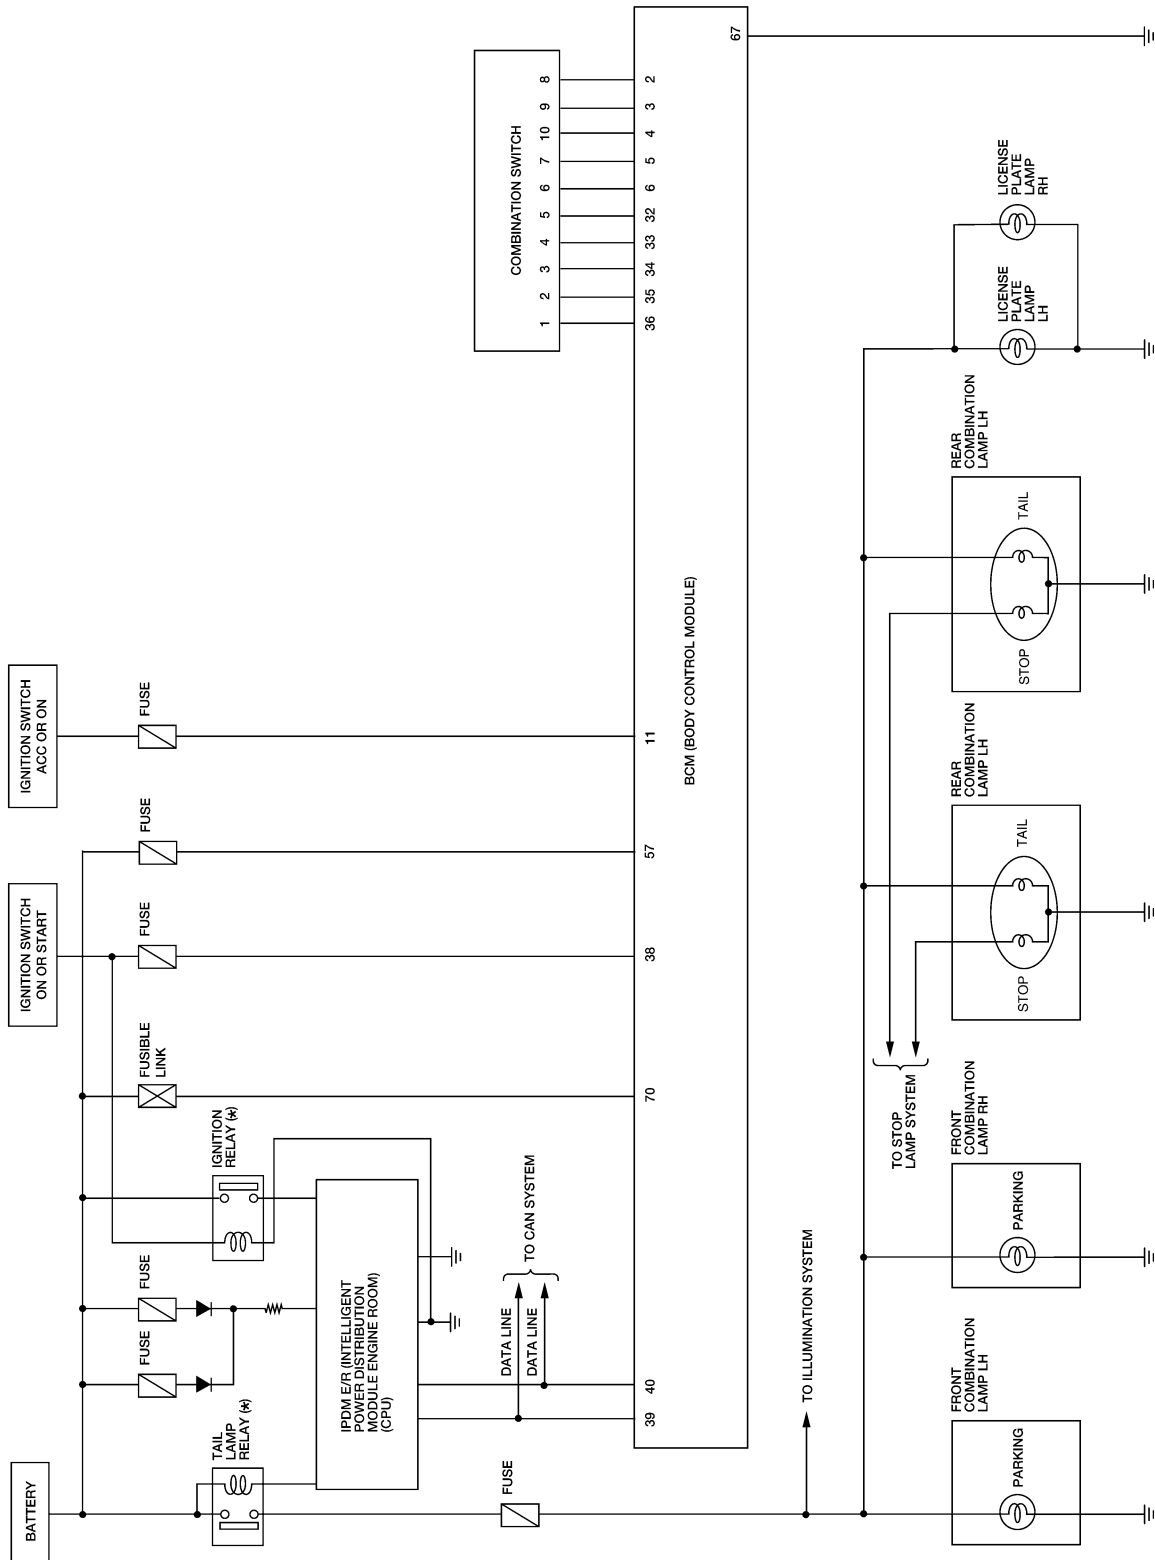 BATTERY
IGNITION SWITCH
ON OR START
IGNITION SWITCH
ACC OR ON
TAIL
LAMP
RELAY (*)
FUSE
FUSE
IGNITION
RELAY (*)
FUSIBLE
LINK
FUSE
FUSE
FUSE
IPDM E/R (INTELLIGENT
POWER DISTRIBUTION
MODULE ENGINE ROOM)
(CPU)
COMBINATION SWITCH
1
2
3
4
5
6
7
10
9
8
FUSE
DATA LINE
DATA LINE
TO CAN SYSTEM
39
40
70
38
57
11
36
35
34
33
32
6
5
4
3
2
67
BCM (BODY CONTROL MODULE)
TO ILLUMINATION SYSTEM
TO STOP
LAMP SYSTEM
FRONT
COMBINATION
LAMP LH
PARKING
FRONT
COMBINATION
LAMP RH
PARKING
REAR
COMBINATION
LAMP LH
STOP
TAIL
REAR
COMBINATION
LAMP LH
STOP
TAIL
LICENSE
PLATE
LAMP
LH
LICENSE
PLATE
LAMP
RH